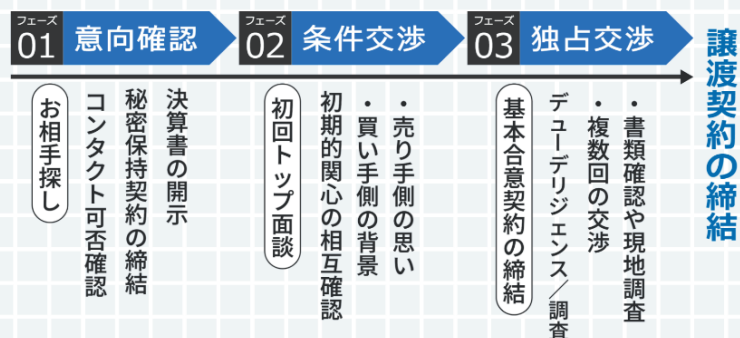 フェーズ
01
意向確認
お相手探し
コンタクト可否確認
秘密保持契約の締結
決算書の開示
フェーズ
02
条件交渉
初回トップ面談
初期的関心の相互確認
・買い手側の背景
・売り手側の思い
フェーズ
03
独占交渉
基本合意契約の締結
デューデリジェンス／調査
・複数回の交渉
・書類確認や現地調査
譲渡契約の締結